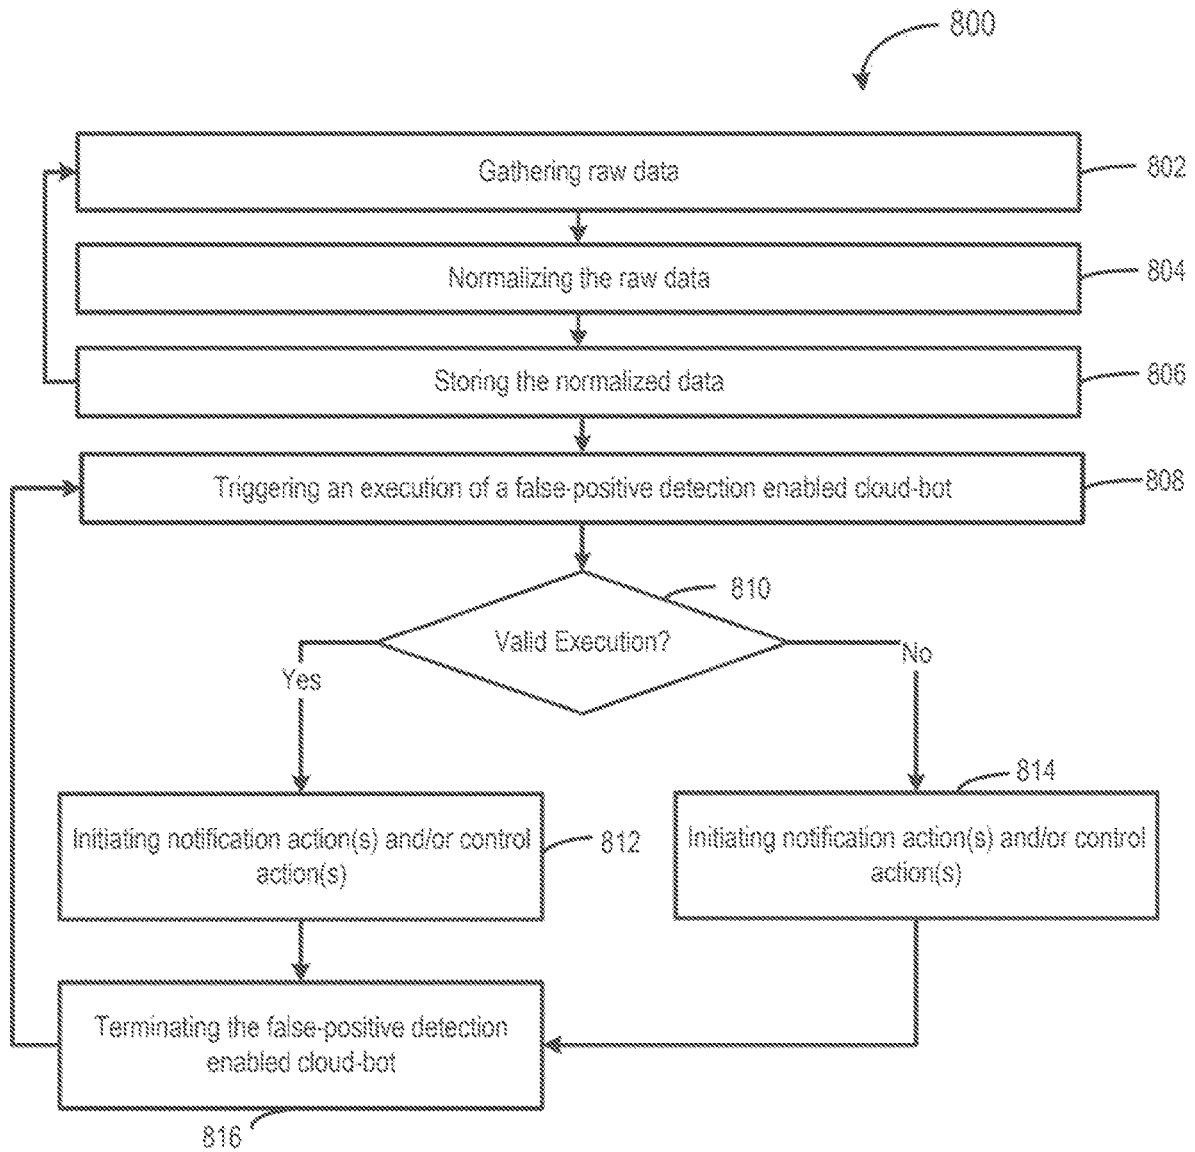 800
Gathering raw data
802
Normalizing the raw data
804
Storing the normalized data
806
Triggering an execution of a false-positive detection enabled cloud-bot
808
810
Valid Execution?
Yes
No
814
Initiating notification action(s) and/or control
action(s)
812
Initiating notification action(s) and/or control
action(s)
Terminating the false-positive detection
enabled cloud-bot
816